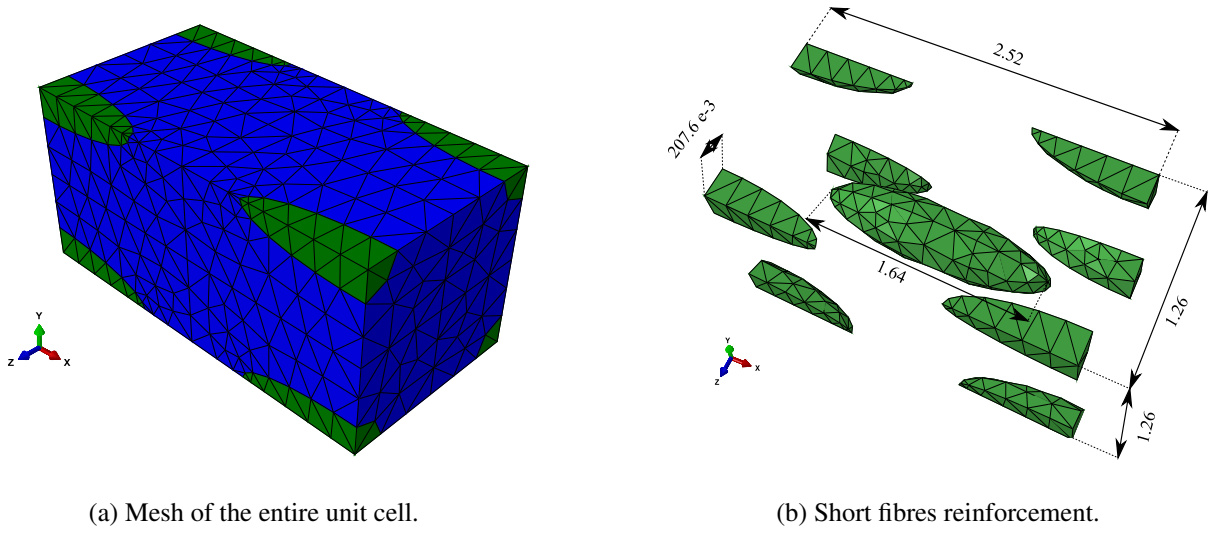 2.52
207.6 e-3
1.64
1.26
1.26
Y
Z
X
Y
Z
X
(a) Mesh of the entire unit cell.
(b) Short fibres reinforcement.